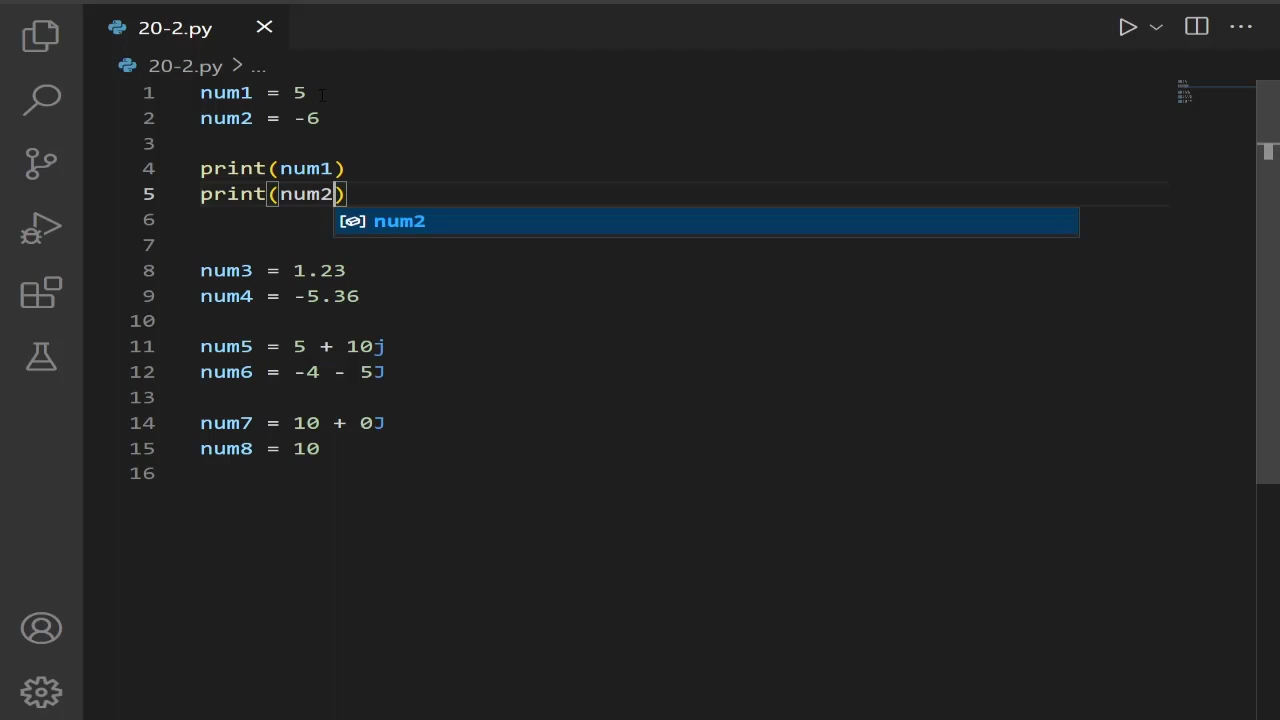 20-2.py
20-2.py > ...
1 num1 = 5
2 num2 = -6
3
4 print(num1)
5 print(num2)
6 num2
7
8 num3 = 1.23
9 num4 = -5.36
10
11 num5 = 5 + 10j
12 num6 = -4 - 5J
13
14 num7 = 10 + 0J
15 num8 = 10
16